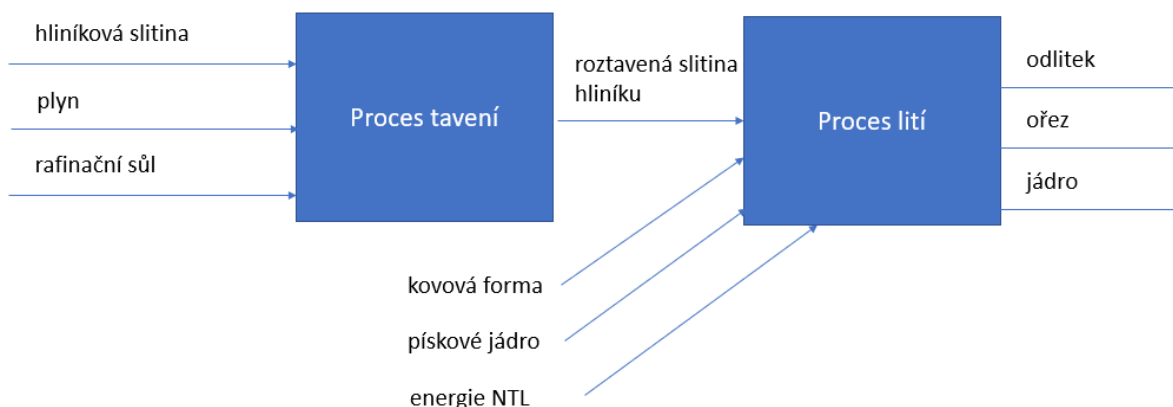 hliníková slitina
plyn
rafinační sůl
Proces tavení
roztavená slitina
hliníku
kovová forma
pískové jádro
energie NTL
Proces lití
odlitek
ořez
jádro